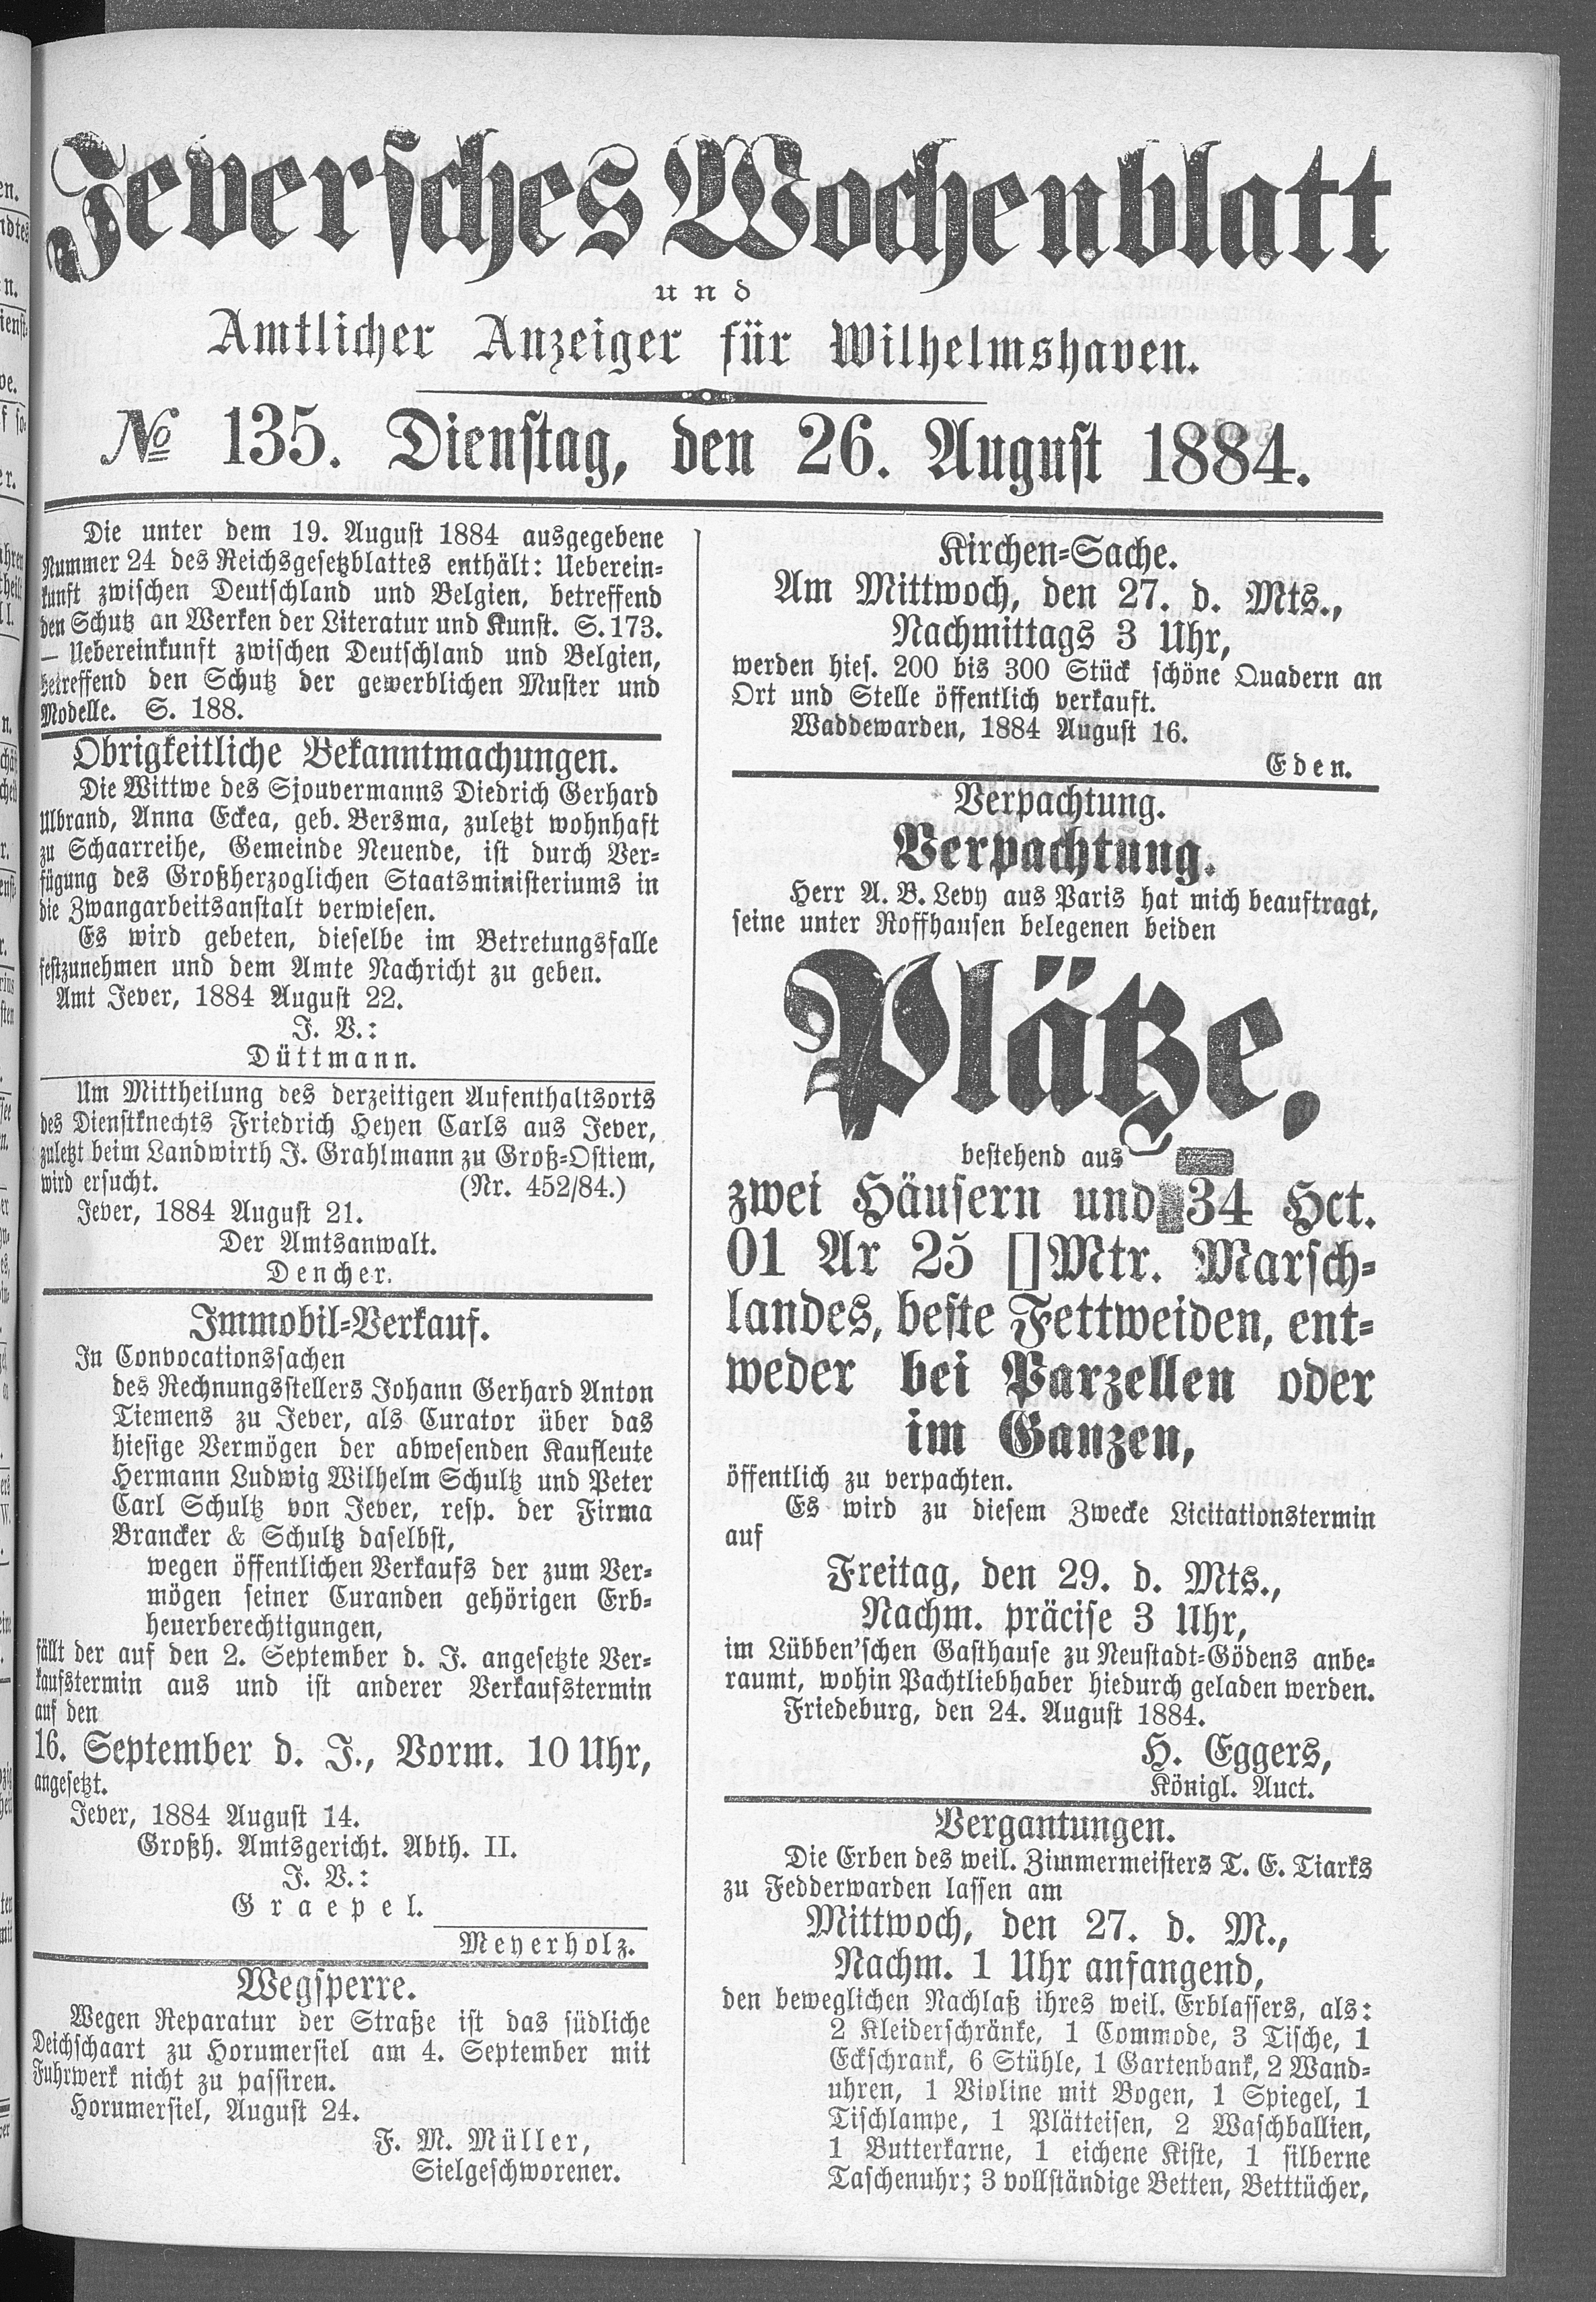 Jeversches Wochenblatt
und
Amtlicher Anzeiger für Wilhelmshaven.
№ 135. Dienstag, den 26. August 1884.
Die unter dem 19. August 1884 ausgegebene
Nummer 24 des Reichsgesetzblattes enthält: Ueberein-
kunft zwischen Deutschland und Belgien, betreffend
den Schutz an Werken der Literatur und Kunst. S. 173.
— Uebereinkunft zwischen Deutschland und Belgien,
betreffend den Schutz der gewerblichen Muster und
Modelle. S. 188.
Obrigkeitliche Bekanntmachungen.
Die Wittwe des Sjouvermanns Diedrich Gerhard
Ulbrand, Anna Eckea, geb. Bersma, zuletzt wohnhaft
zu Schaarreihe, Gemeinde Neuende, ist durch Ver-
fügung des Großherzoglichen Staatsministeriums in
die Zwangarbeitsanstalt verwiesen.
Es wird gebeten, dieselbe im Betretungsfalle
festzunehmen und dem Amte Nachricht zu geben.
Amt Jever, 1884 August 22.
J. V.:
Düttmann.
Um Mittheilung des derzeitigen Aufenthaltsorts
des Dienstknechts Friedrich Heyen Carls aus Jever,
zuletzt beim Landwirth J. Grahlmann zu Groß-Ostiem,
wird ersucht. (Nr. 452/84.)
Jever, 1884 August 21.
Der Amtsanwalt.
Dencher.
Immobil-Verkauf.
In Convocationssachen
des Rechnungsstellers Johann Gerhard Anton
Tiemens zu Jever, als Curator über das
hiesige Vermögen der abwesenden Kaufleute
Hermann Ludwig Wilhelm Schultz und Peter
Carl Schultz von Jever, resp. der Firma
Brancker & Schultz daselbst,
wegen öffentlichen Verkaufs der zum Ver-
mögen seiner Curanden gehörigen Erb-
heuerberechtigungen,
fällt der auf den 2. September d. J. angesetzte Ver-
kaufstermin aus und ist anderer Verkaufstermin
auf den
16. September d. J., Vorm. 10 Uhr,
angesetzt.
Jever, 1884 August 14.
Großh. Amtsgericht. Abth. II.
J. V.:
Graepel.
Meyerholz.
Wegsperre.
Wegen Reparatur der Straße ist das südliche
Deichschaart zu Horumersiel am 4. September mit
Fuhrwerk nicht zu passiren.
Horumersiel, August 24.
F. M. Müller,
Sielgeschworener.
Kirchen-Sache.
Am Mittwoch, den 27. d. Mts.,
Nachmittags 3 Uhr,
werden hies. 200 bis 300 Stück schöne Quadern an
Ort und Stelle öffentlich verkauft.
Waddewarden, 1884 August 16.
Eden.
Verpachtung.
Verpachtung.
Herr A. B. Levy aus Paris hat mich beauftragt,
seine unter Roffhausen belegenen beiden
Plätze,
bestehend aus
zwei Häusern und 34 Hct.
01 Ar 25 []Mtr. Marsch-
landes, beste Fettweiden, ent-
weder bei Parzellen oder
im Ganzen,
öffentlich zu verpachten.
Es wird zu diesem Zwecke Licitationstermin
auf
Freitag, den 29. d. Mts.,
Nachm. präcise 3 Uhr,
im Lübben'schen Gasthause zu Neustadt-Gödens anbe-
raumt, wohin Pachtliebhaber hiedurch geladen werden.
Friedeburg, den 24. August 1884.
H. Eggers,
Königl. Auct.
Vergantungen.
Die Erben des weil. Zimmermeisters T. E. Tiarks
zu Fedderwarden lassen am
Mittwoch, den 27. d. M.,
Nachm. 1 Uhr anfangend,
den beweglichen Nachlaß ihres weil. Erblassers, als:
2 Kleiderschränke, 1 Commode, 3 Tische, 1
Eckschrank, 6 Stühle, 1 Gartenbank, 2 Wand-
uhren, 1 Violine mit Bogen, 1 Spiegel, 1
Tischlampe, 1 Plätteisen, 2 Waschballien,
1 Butterkarne, 1 eichene Kiste, 1 silberne
Taschenuhr; 3 vollständige Betten, Betttücher,